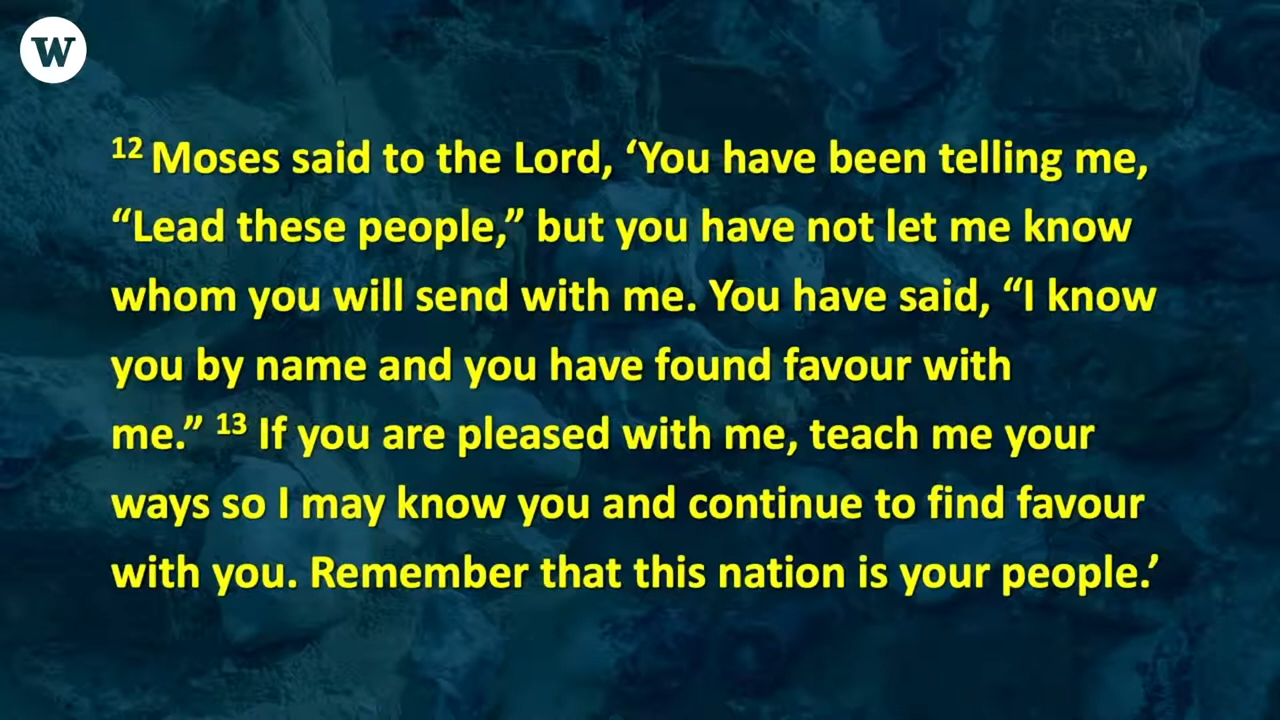 W
¹² Moses said to the Lord, ‘You have been telling me,
“Lead these people,” but you have not let me know
whom you will send with me. You have said, “I know
you by name and you have found favour with
me.” ¹³ If you are pleased with me, teach me your
ways so I may know you and continue to find favour
with you. Remember that this nation is your people.’